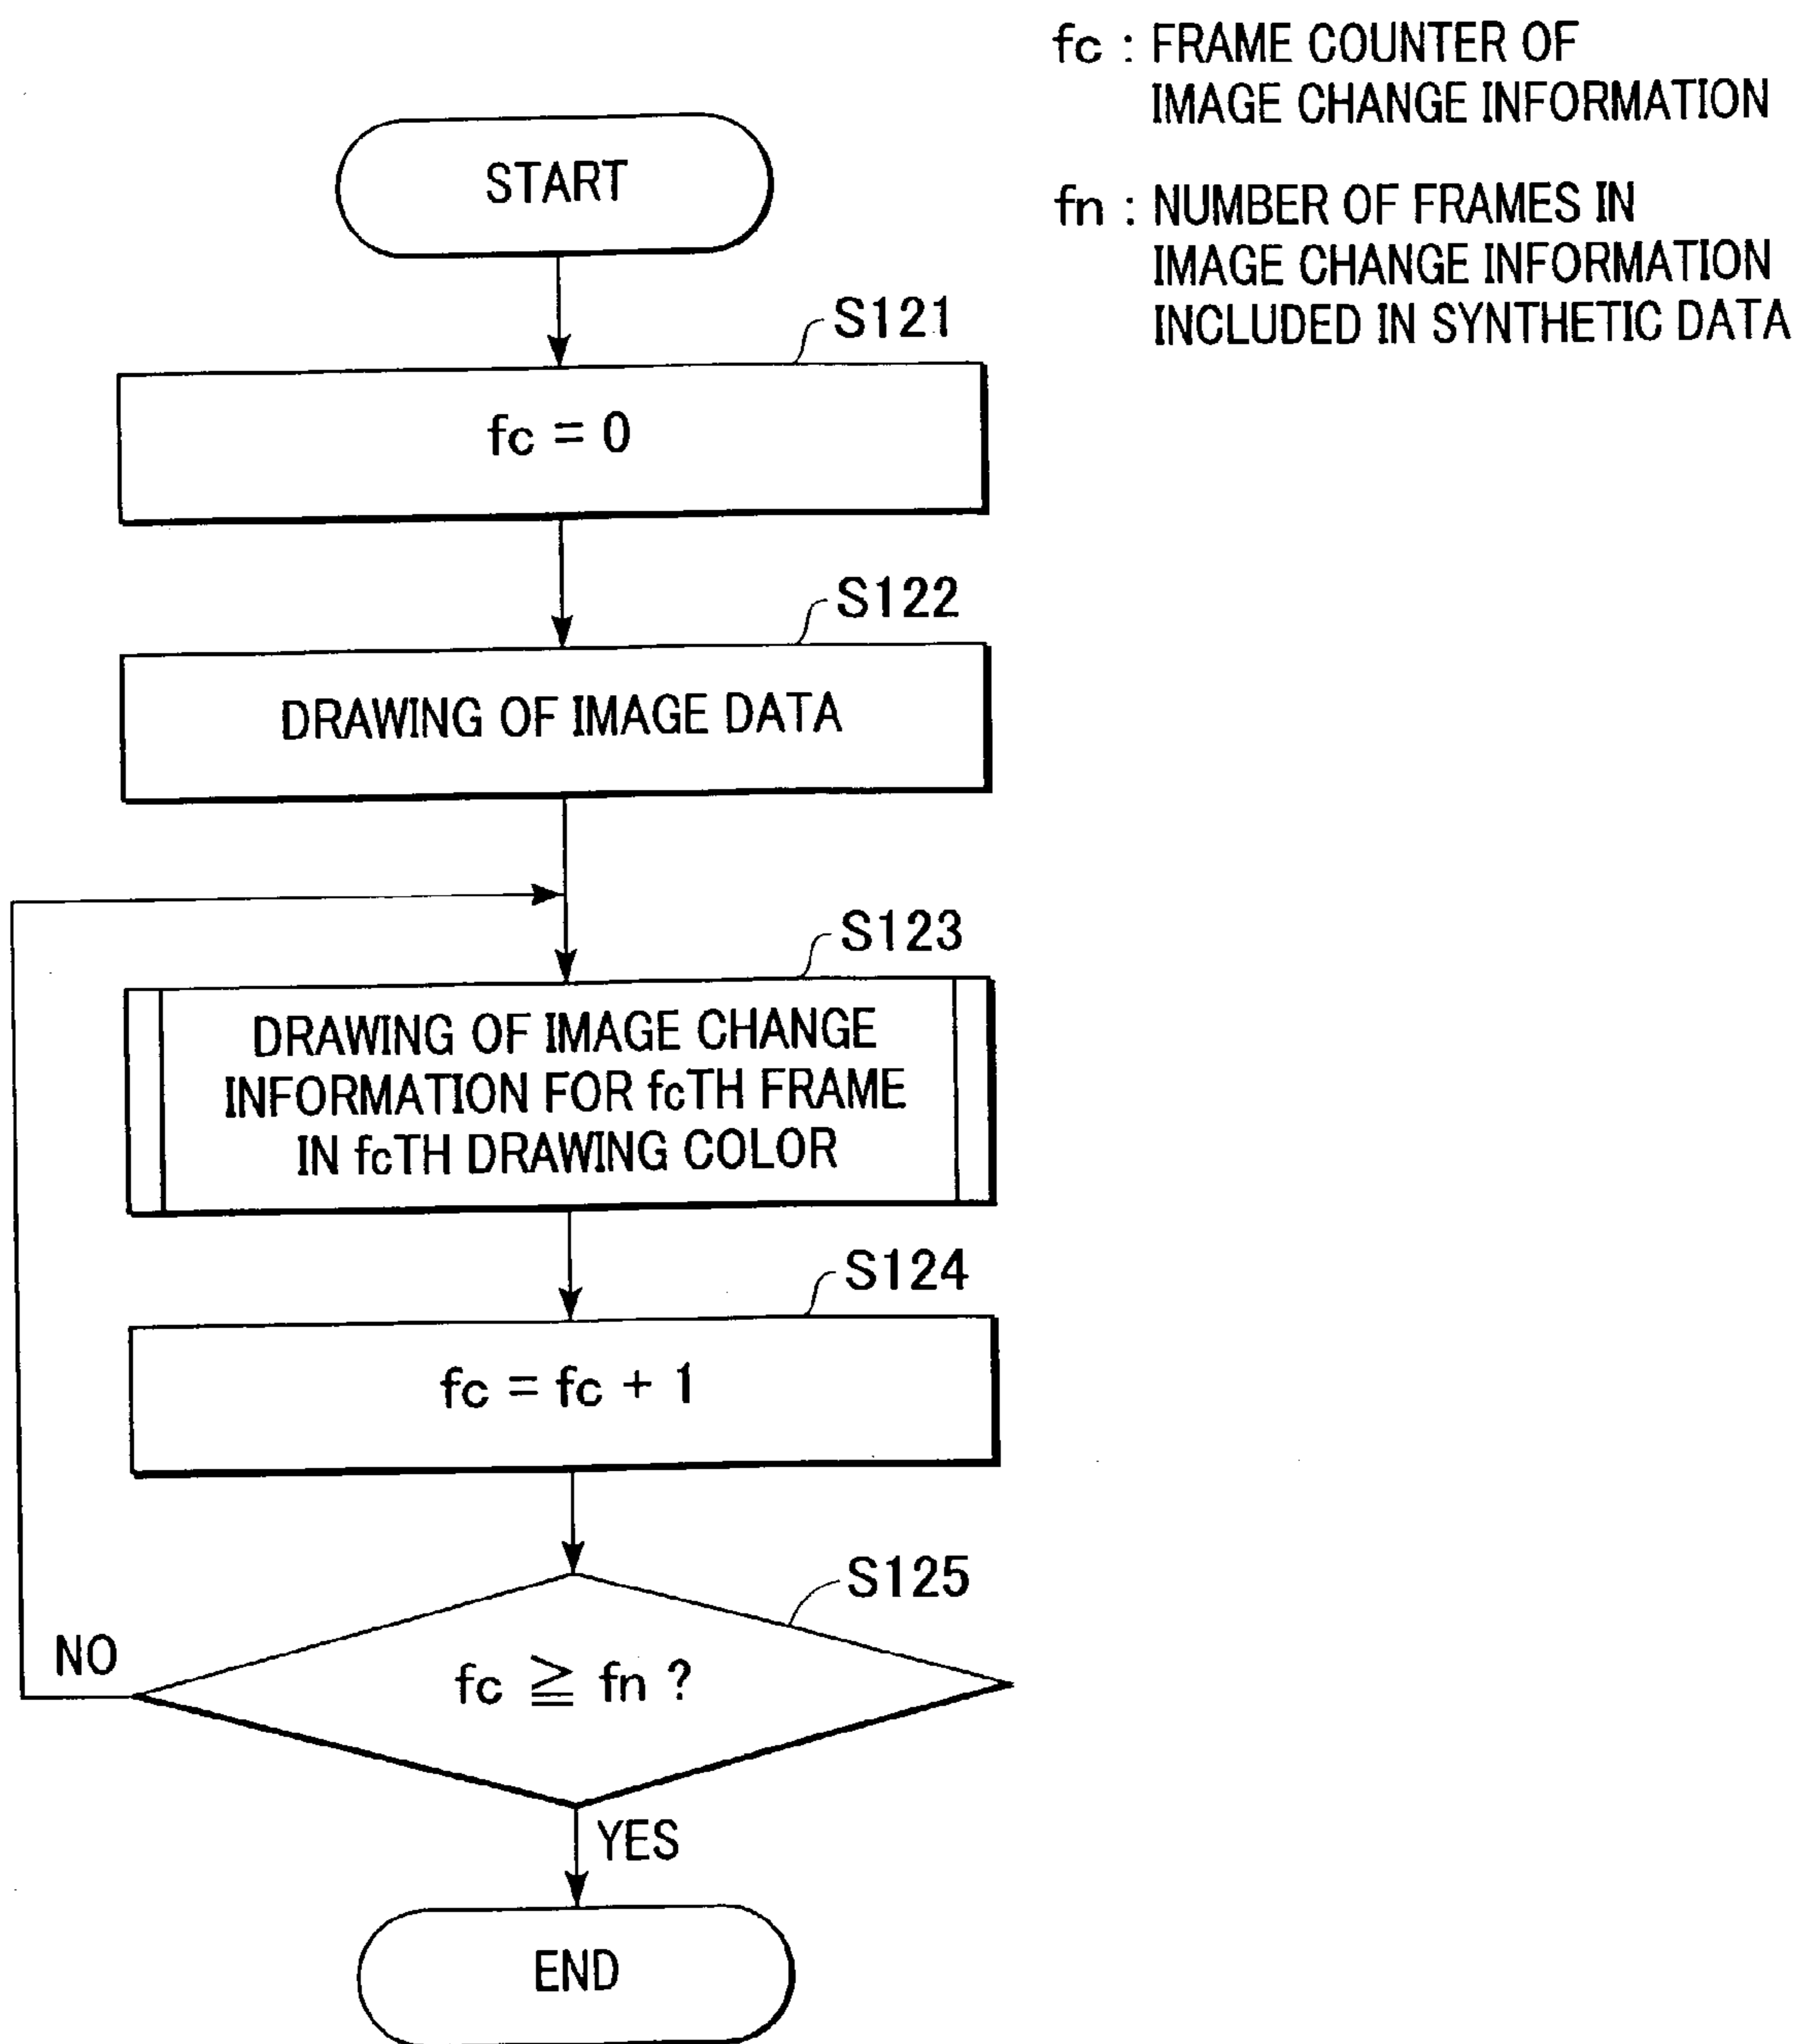 fc : FRAME COUNTER OF
IMAGE CHANGE INFORMATION
fn : NUMBER OF FRAMES IN
IMAGE CHANGE INFORMATION
INCLUDED IN SYNTHETIC DATA
START
S121
fc = 0
S122
DRAWING OF IMAGE DATA
S123
DRAWING OF IMAGE CHANGE
INFORMATION FOR fcTH FRAME
IN fcTH DRAWING COLOR
S124
fc = fc + 1
S125
fc ≧ fn ?
NO
YES
END